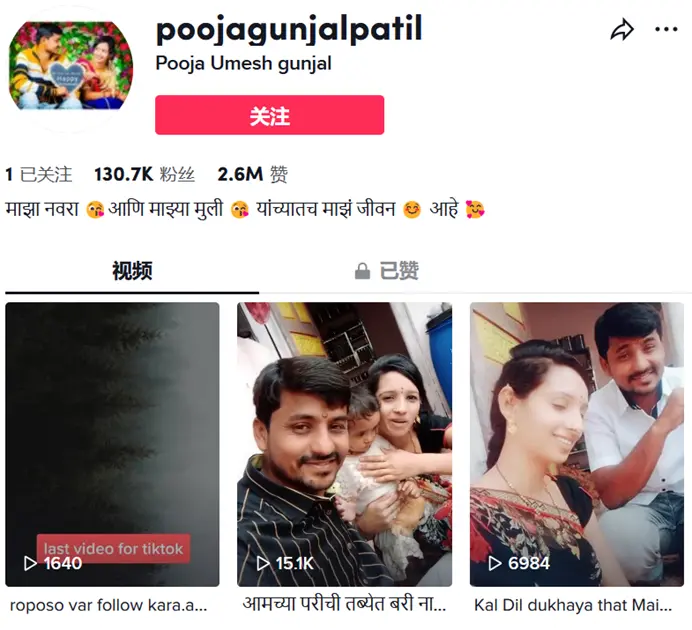 poojagunjalpatil
Pooja Umesh gunjal
关注
1 已关注 130.7K 粉丝 2.6M 赞
माझा नवरा 😘आणि माझ्या मुली 😘 यांच्यातच माझं जीवन 😊 आहे 🥰
视频 已赞
last video for tiktok
1640 15.1K 6984
roposo var follow kara.a... आमच्या परीची तब्येत बरी ना... Kal Dil dukhaya that Mai...